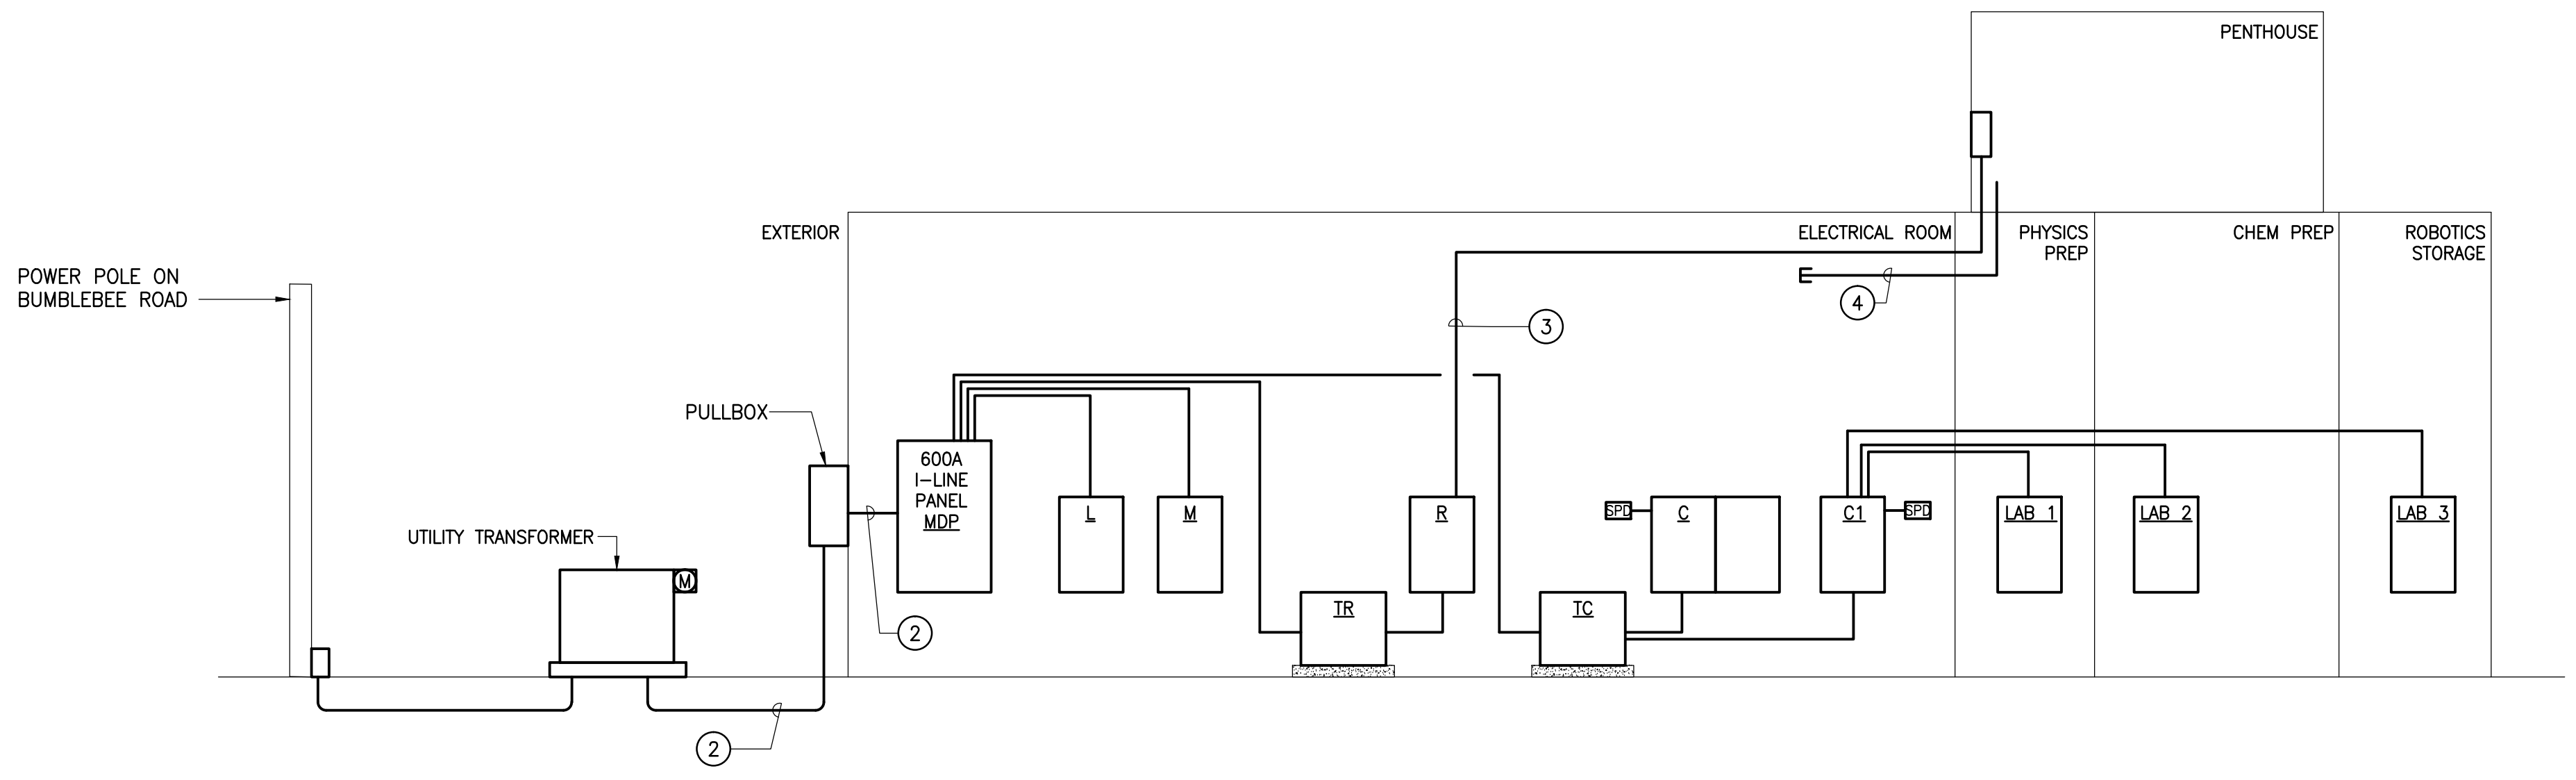 PENTHOUSE
EXTERIOR
ELECTRICAL ROOM
PHYSICS
PREP
CHEM PREP
ROBOTICS
STORAGE
POWER POLE ON
BUMBLEBEE ROAD
4
3
PULLBOX
600A
I-LINE
PANEL
MDP
L
M
R
SPD
C
C1
SPD
LAB 1
LAB 2
LAB 3
UTILITY TRANSFORMER
M
TR
TC
2
2